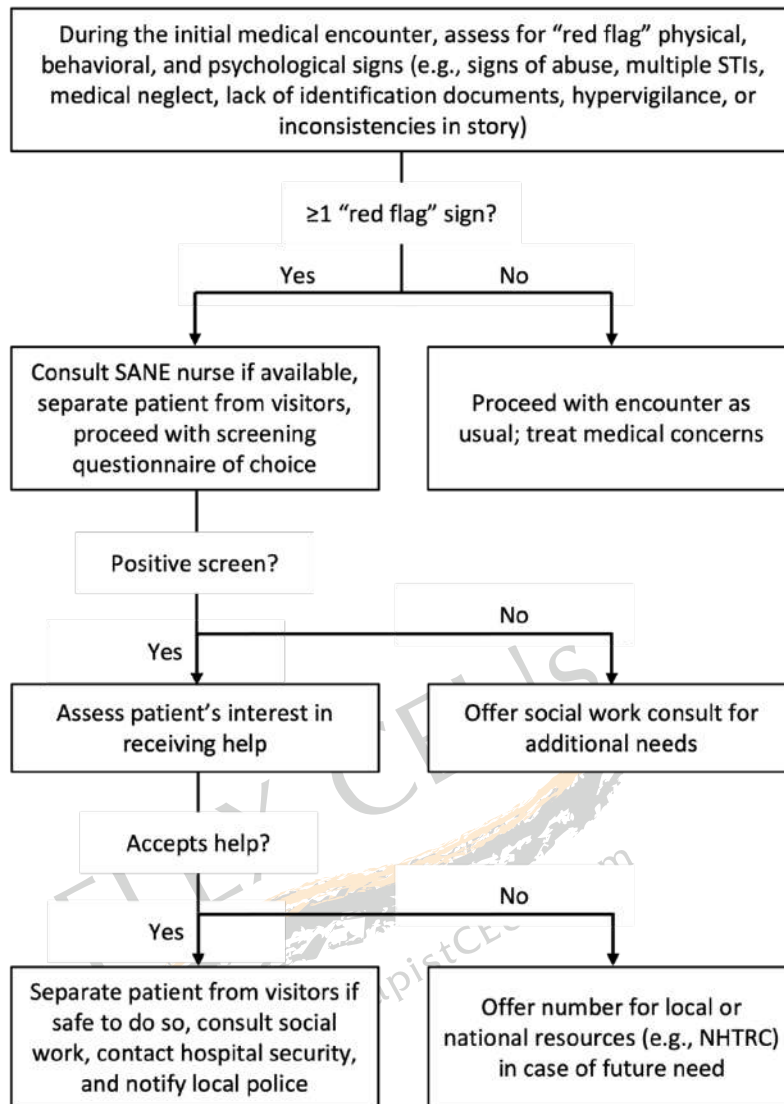 During the initial medical encounter, assess for “red flag” physical,
behavioral, and psychological signs (e.g., signs of abuse, multiple STIs,
medical neglect, lack of identification documents, hypervigilance, or
inconsistencies in story)
≥1 “red flag” sign?
Yes
No
Consult SANE nurse if available,
separate patient from visitors,
proceed with screening
questionnaire of choice
Proceed with encounter as
usual; treat medical concerns
Positive screen?
No
Yes
Assess patient’s interest in
receiving help
Offer social work consult for
additional needs
Accepts help?
No
Yes
Separate patient from visitors if
safe to do so, consult social
work, contact hospital security,
and notify local police
Offer number for local or
national resources (e.g., NHTRC)
in case of future need